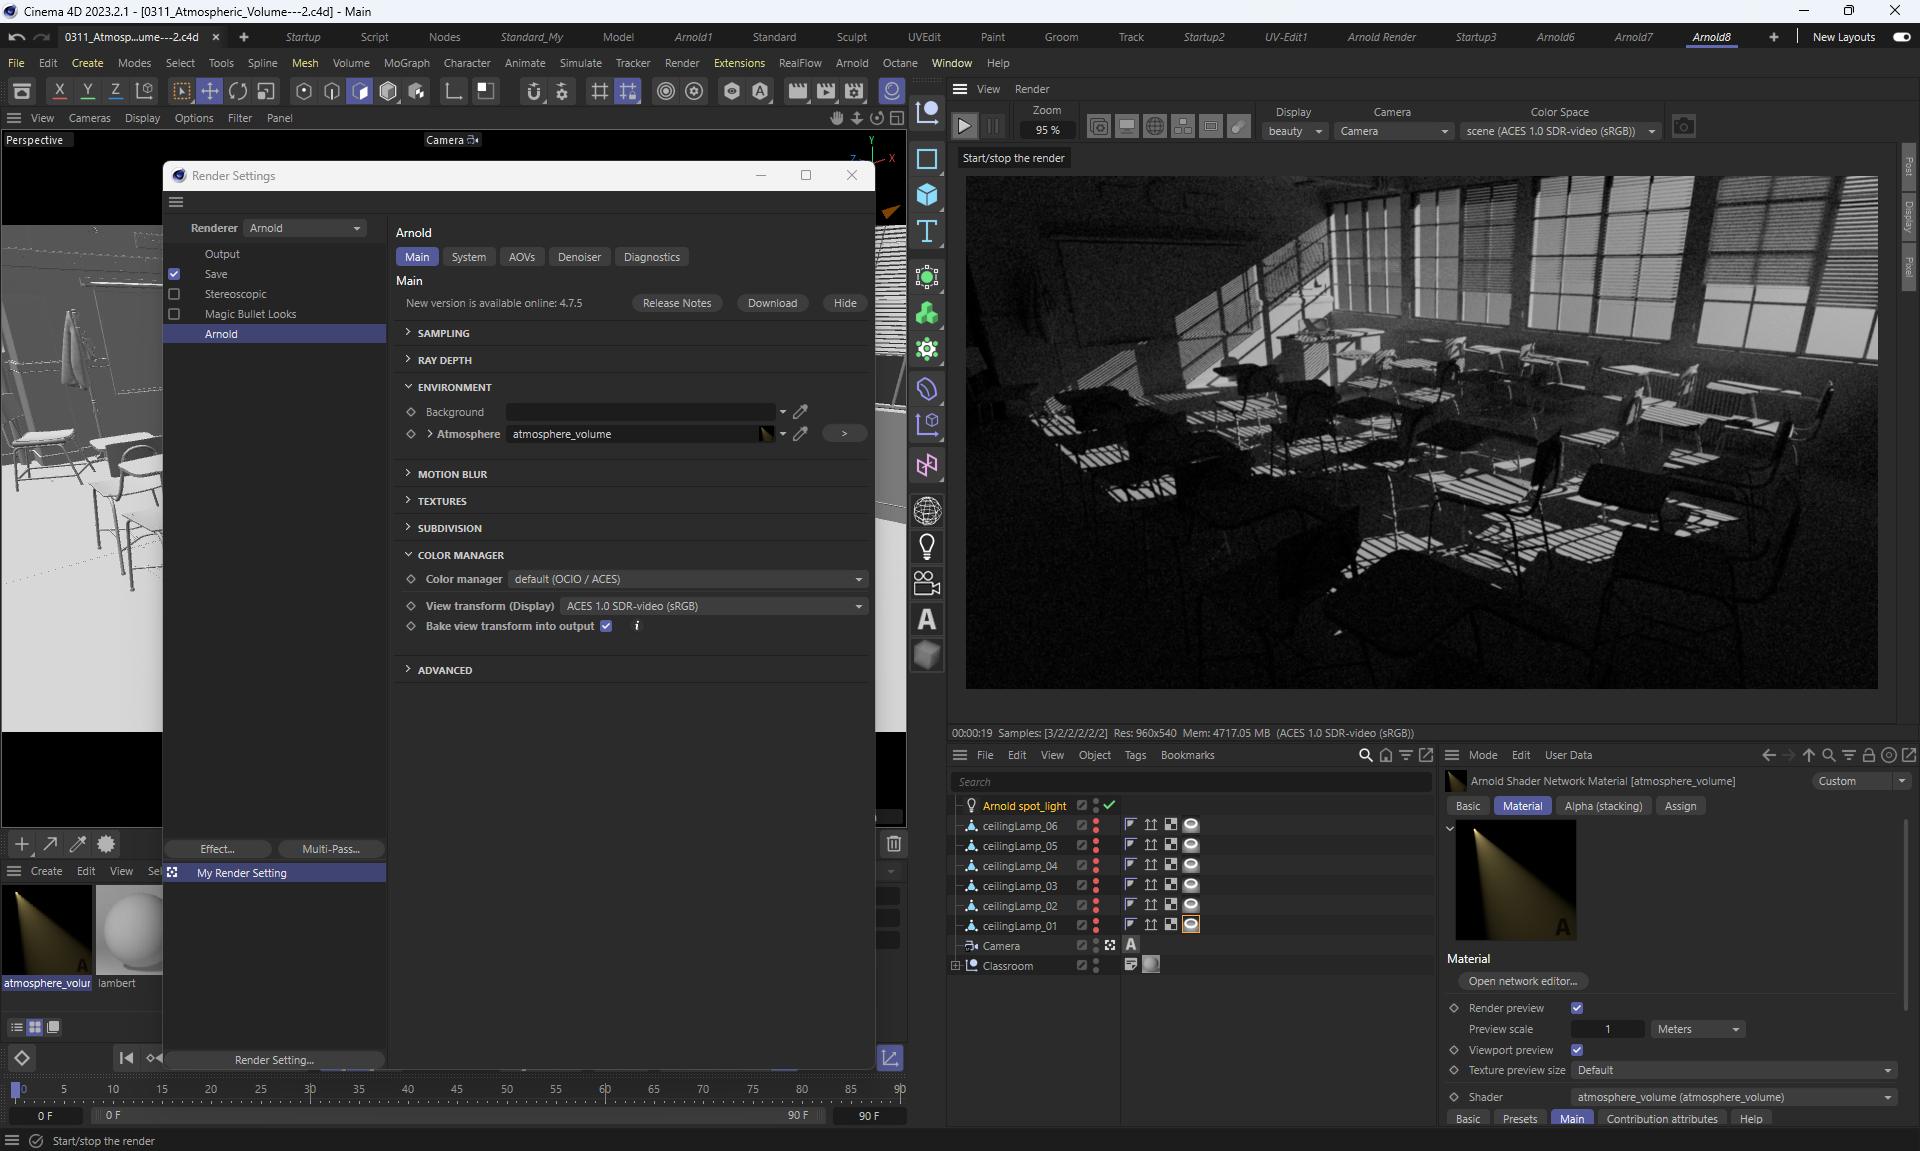 Cinema 4D 2023.2.1 - [0311_Atmospheric_Volume---2.c4d] - Main
0311_Atmosp...ume---2.c4d Startup Script Nodes Standard_My Model Arnold1 Standard Sculpt UVEdit Paint Groom Track Startup2 UV-Edit1 Arnold Render Startup3 Arnold6 Arnold7 Arnold8 New Layouts
File Edit Create Modes Select Tools Spline Mesh Volume MoGraph Character Animate Simulate Tracker Render Extensions RealFlow Arnold Octane Window Help
X Y Z
View Cameras Display Options Filter Panel
Perspective
Camera
Y
Z X
Render Settings
Renderer Arnold
Output
Save
Stereoscopic
Magic Bullet Looks
Arnold
Effect...
Multi-Pass...
My Render Setting
Render Setting...
Arnold
Main System AOVs Denoiser Diagnostics
Main
New version is available online: 4.7.5 Release Notes Download Hide
SAMPLING
RAY DEPTH
ENVIRONMENT
Background
Atmosphere atmosphere_volume >
MOTION BLUR
TEXTURES
SUBDIVISION
COLOR MANAGER
Color manager default (OCIO / ACES)
View transform (Display) ACES 1.0 SDR-video (sRGB)
Bake view transform into output i
ADVANCED
View Render
Zoom Display Camera Color Space
95 % beauty Camera scene (ACES 1.0 SDR-video (sRGB))
Start/stop the render
Post
Display
Pixel
00:00:19 Samples: [3/2/2/2/2/2] Res: 960x540 Mem: 4717.05 MB (ACES 1.0 SDR-video (sRGB))
File Edit View Object Tags Bookmarks
Search
Arnold spot_light
ceilingLamp_06
ceilingLamp_05
ceilingLamp_04
ceilingLamp_03
ceilingLamp_02
ceilingLamp_01
Camera A
Classroom
Mode Edit User Data
Arnold Shader Network Material [atmosphere_volume] Custom
Basic Material Alpha (stacking) Assign
A
Material
Open network editor...
Render preview
Preview scale 1 Meters
Viewport preview
Texture preview size Default
Shader atmosphere_volume (atmosphere_volume)
Basic Presets Main Contribution attributes Help
Create Edit View
A
atmosphere_volur lambert
0 5 10 15 20 25 30 35 40 45 50 55 60 65 70 75 80 85 90
0 F 0 F 90 F 90 F
Start/stop the render